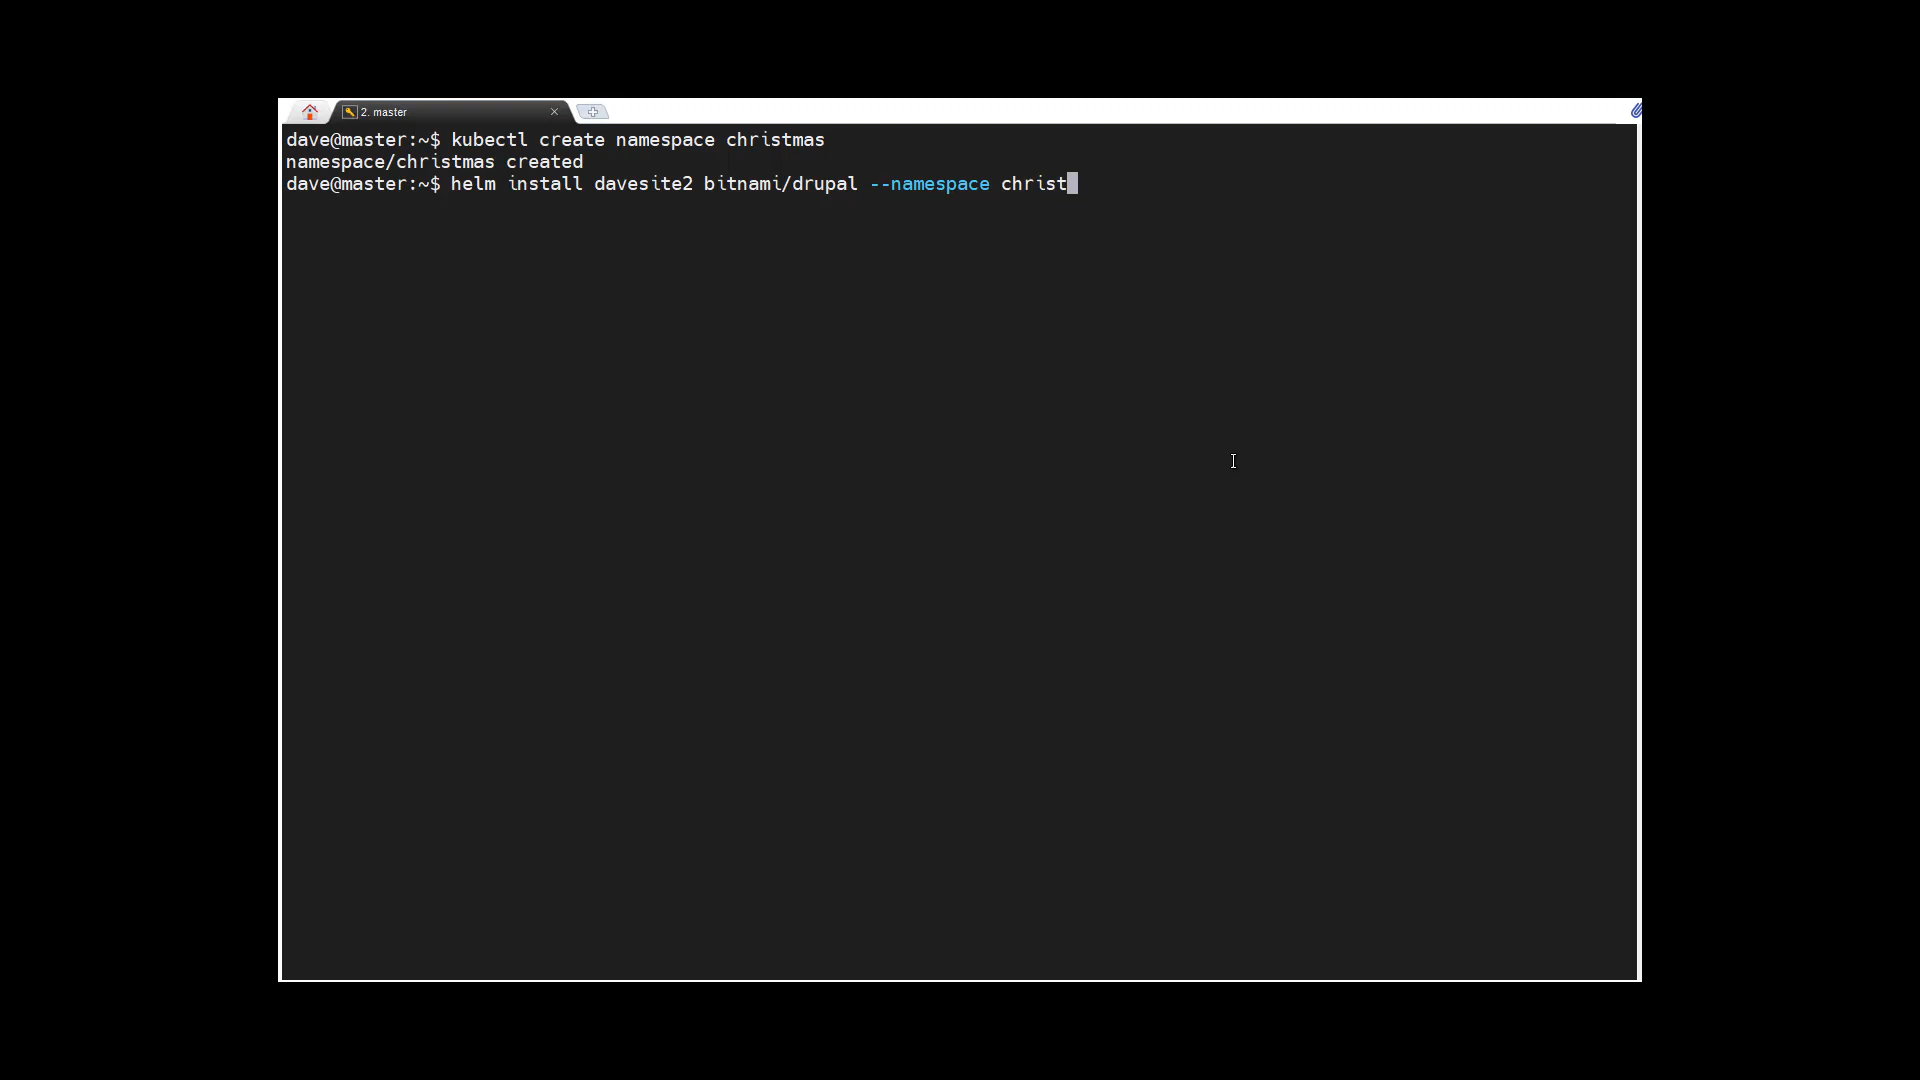 2. master
dave@master:~$ kubectl create namespace christmas
namespace/christmas created
dave@master:~$ helm install davesite2 bitnami/drupal --namespace christ